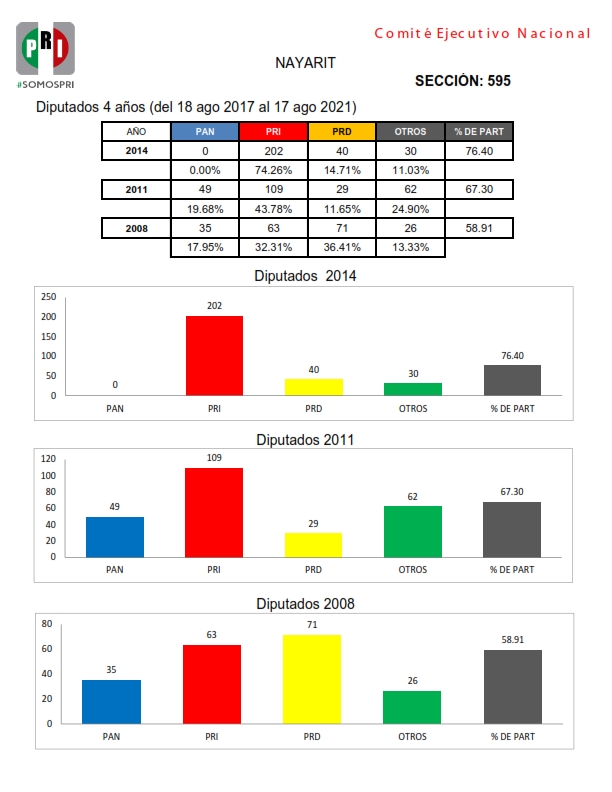 Comité Ejecutivo Nacional
PRI
#SOMOSPRI
NAYARIT
SECCIÓN: 595
Diputados 4 años (del 18 ago 2017 al 17 ago 2021)
AÑO PAN PRI PRD OTROS % DE PART
2014 0 202 40 30 76.40
0.00% 74.26% 14.71% 11.03%
2011 49 109 29 62 67.30
19.68% 43.78% 11.65% 24.90%
2008 35 63 71 26 58.91
17.95% 32.31% 36.41% 13.33%
Diputados 2014
250
200
150
100
50
0
0 202 40 30 76.40
PAN PRI PRD OTROS % DE PART
Diputados 2011
120
100
80
60
40
20
0
49 109 29 62 67.30
PAN PRI PRD OTROS % DE PART
Diputados 2008
80
60
40
20
0
35 63 71 26 58.91
PAN PRI PRD OTROS % DE PART